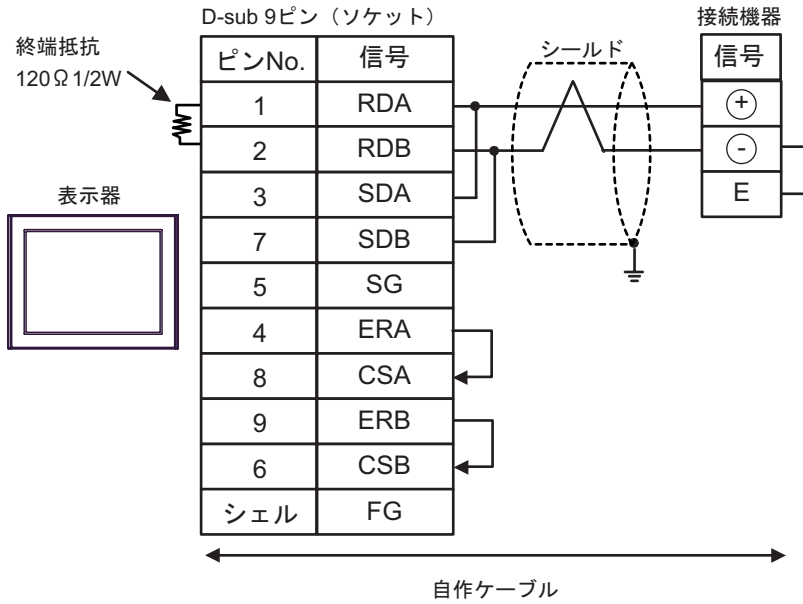 D-sub 9ピン（ソケット）
接続機器
終端抵抗
120Ω 1/2W
ピンNo. 信号
シールド
信号
1 RDA
+
2 RDB
-
3 SDA
E
表示器
7 SDB
5 SG
4 ERA
8 CSA
9 ERB
6 CSB
シェル FG
自作ケーブル